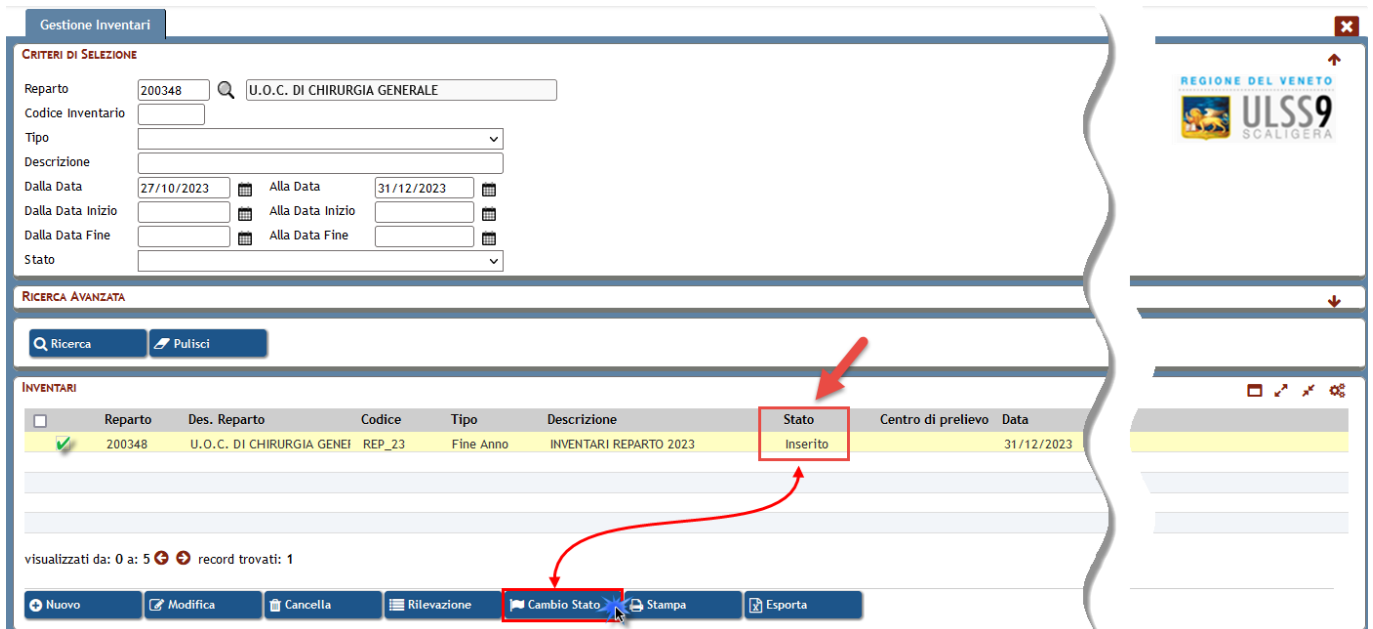 Gestione Inventari
CRITERI DI SELEZIONE
REGIONE DEL VENETO
ULSS9
SCALIGERA
Reparto 200348 U.O.C. DI CHIRURGIA GENERALE
Codice Inventario
Tipo
Descrizione
Dalla Data 27/10/2023 Alla Data 31/12/2023
Dalla Data Inizio Alla Data Inizio
Dalla Data Fine Alla Data Fine
Stato
RICERCA AVANZATA
Ricerca Pulisci
INVENTARI
Reparto Des. Reparto Codice Tipo Descrizione Stato Centro di prelievo Data
200348 U.O.C. DI CHIRURGIA GENEI REP_23 Fine Anno INVENTARI REPARTO 2023 Inserito 31/12/2023
visualizzati da: 0 a: 5 record trovati: 1
Nuovo Modifica Cancella Rilevazione Cambio Stato Stampa Esporta